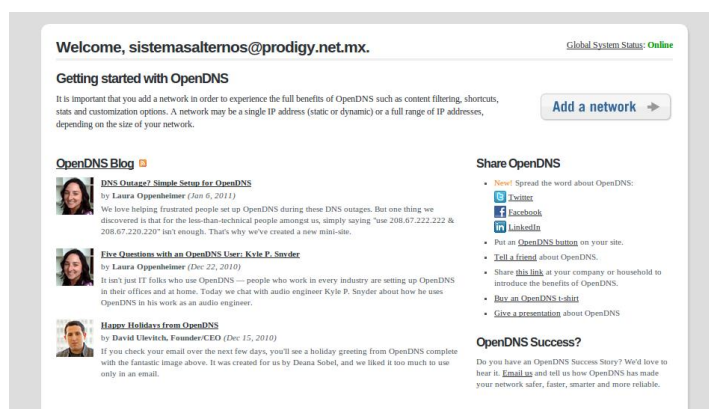 Welcome, sistemasalternos@prodigy.net.mx.
Global System Status: Online
Getting started with OpenDNS
It is important that you add a network in order to experience the full benefits of OpenDNS such as content filtering, shortcuts,
stats and customization options. A network may be a single IP address (static or dynamic) or a full range of IP addresses,
depending on the size of your network.
Add a network
OpenDNS Blog
DNS Outage? Simple Setup for OpenDNS
by Laura Oppenheimer (Jan 6, 2011)
We love helping frustrated people set up OpenDNS during these DNS outages. But one thing we
discovered is that for the less-than-technical people amongst us, simply saying "use 208.67.222.222 &
208.67.220.220" isn't enough. That's why we've created a new mini-site.
Five Questions with an OpenDNS User: Kyle P. Snyder
by Laura Oppenheimer (Dec 22, 2010)
It isn't just IT folks who use OpenDNS — people who work in every industry are setting up OpenDNS
in their offices and at home. Today we chat with audio engineer Kyle P. Snyder about how he uses
OpenDNS in his work as an audio engineer.
Happy Holidays from OpenDNS
by David Ulevitch, Founder/CEO (Dec 15, 2010)
If you check your email over the next few days, you'll see a holiday greeting from OpenDNS complete
with the fantastic image above. It was created for us by Deana Sobel, and we liked it too much to use
only in an email.
Share OpenDNS
New! Spread the word about OpenDNS:
Twitter
Facebook
LinkedIn
Put an OpenDNS button on your site.
Tell a friend about OpenDNS.
Share this link at your company or household to
introduce the benefits of OpenDNS.
Buy an OpenDNS t-shirt
Give a presentation about OpenDNS
OpenDNS Success?
Do you have an OpenDNS Success Story? We'd love to
hear it. Email us and tell us how OpenDNS has made
your network safer, faster, smarter and more reliable.